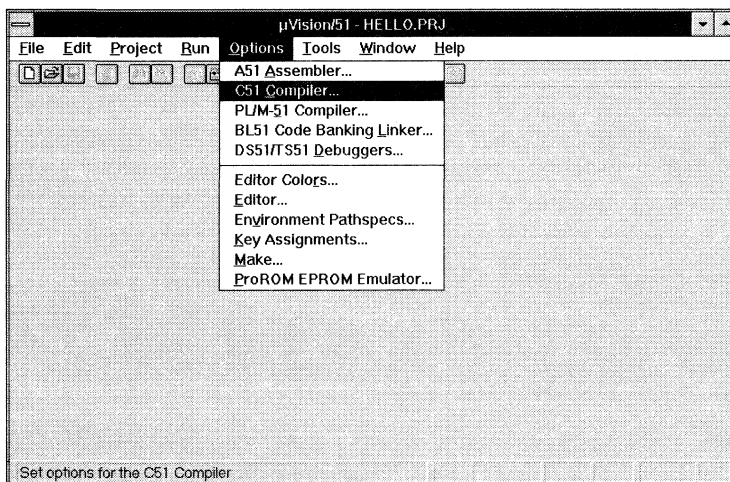 µVision/51 - HELLO.PRJ
File Edit Project Run Options Tools Window Help
A51 Assembler...
C51 Compiler...
PL/M-51 Compiler...
BL51 Code Banking Linker...
DS51/TS51 Debuggers...
Editor Colors...
Editor...
Environment Pathspecs...
Key Assignments...
Make...
ProROM EPROM Emulator...
Set options for the C51 Compiler